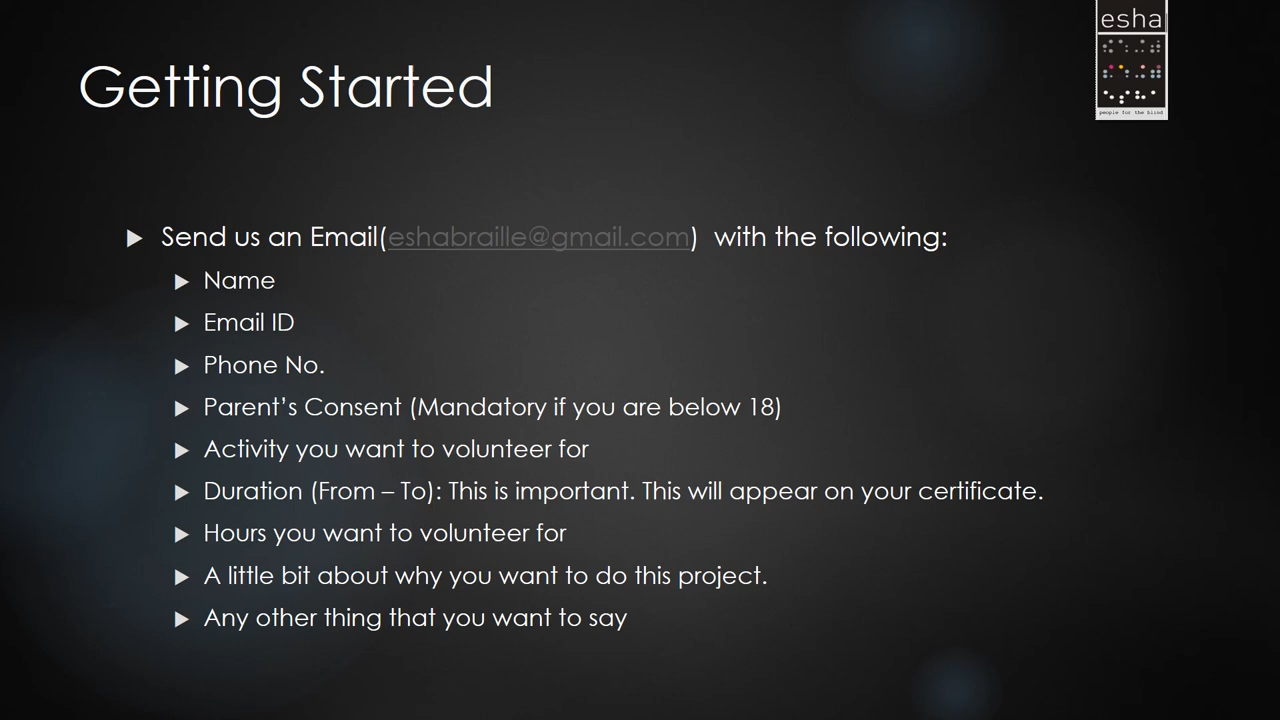 esha
people for the blind
Getting Started
Send us an Email(eshabraille@gmail.com) with the following:
Name
Email ID
Phone No.
Parent’s Consent (Mandatory if you are below 18)
Activity you want to volunteer for
Duration (From – To): This is important. This will appear on your certificate.
Hours you want to volunteer for
A little bit about why you want to do this project.
Any other thing that you want to say